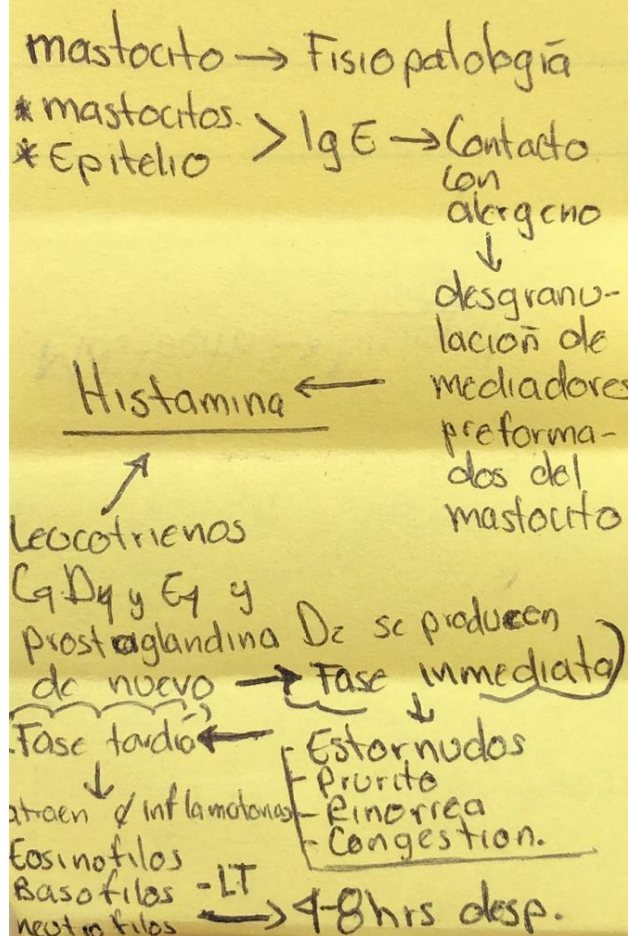 mastocito → Fisiopatología
* mastocitos > IgE → Contacto
* Epitelio con
alergeno
↓
desgranu-
lación de
Histamina ← mediadores
preforma-
dos del
mastocito
Leucotrienos
C4 D4 y E4 y
prostaglandina D2 se producen
de nuevo → Fase inmediata
Fase tardía ← - Estornudos
- Prurito
atraen inflamatorias - Rinorrea
- Congestion.
Eosinofilos
Basofilos - LT
neutrofilos → 4-8hrs desp.